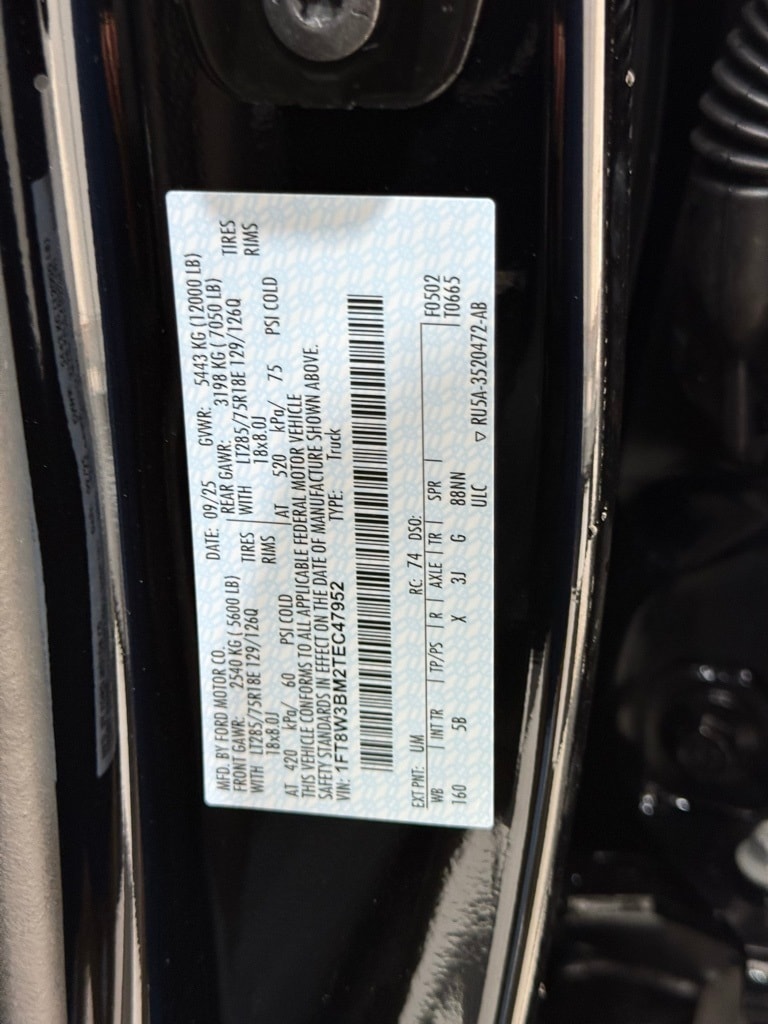 MFD. BY FORD MOTOR CO.
DATE: 09/25 GVWR: 5443 KG (12000 LB)
FRONT GAWR: 2540 KG ( 5600 LB) REAR GAWR: 3198 KG ( 7050 LB)
WITH LT285/75R18E 129/126Q TIRES WITH LT285/75R18E 129/126Q TIRES
18x8.0J RIMS 18x8.0J RIMS
AT 420 kPa/ 60 PSI COLD AT 520 kPa/ 75 PSI COLD
THIS VEHICLE CONFORMS TO ALL APPLICABLE FEDERAL MOTOR VEHICLE
SAFETY STANDARDS IN EFFECT ON THE DATE OF MANUFACTURE SHOWN ABOVE.
VIN: 1FT8W3BM2TEC47952 TYPE: Truck
EXT PNT: UM RC: 74 DSO: F0502
WB INT TR TP/PS R AXLE TR SPR T0665
160 5B X 3J G 88NN
ULC ▽ RU5A-3520472-AB